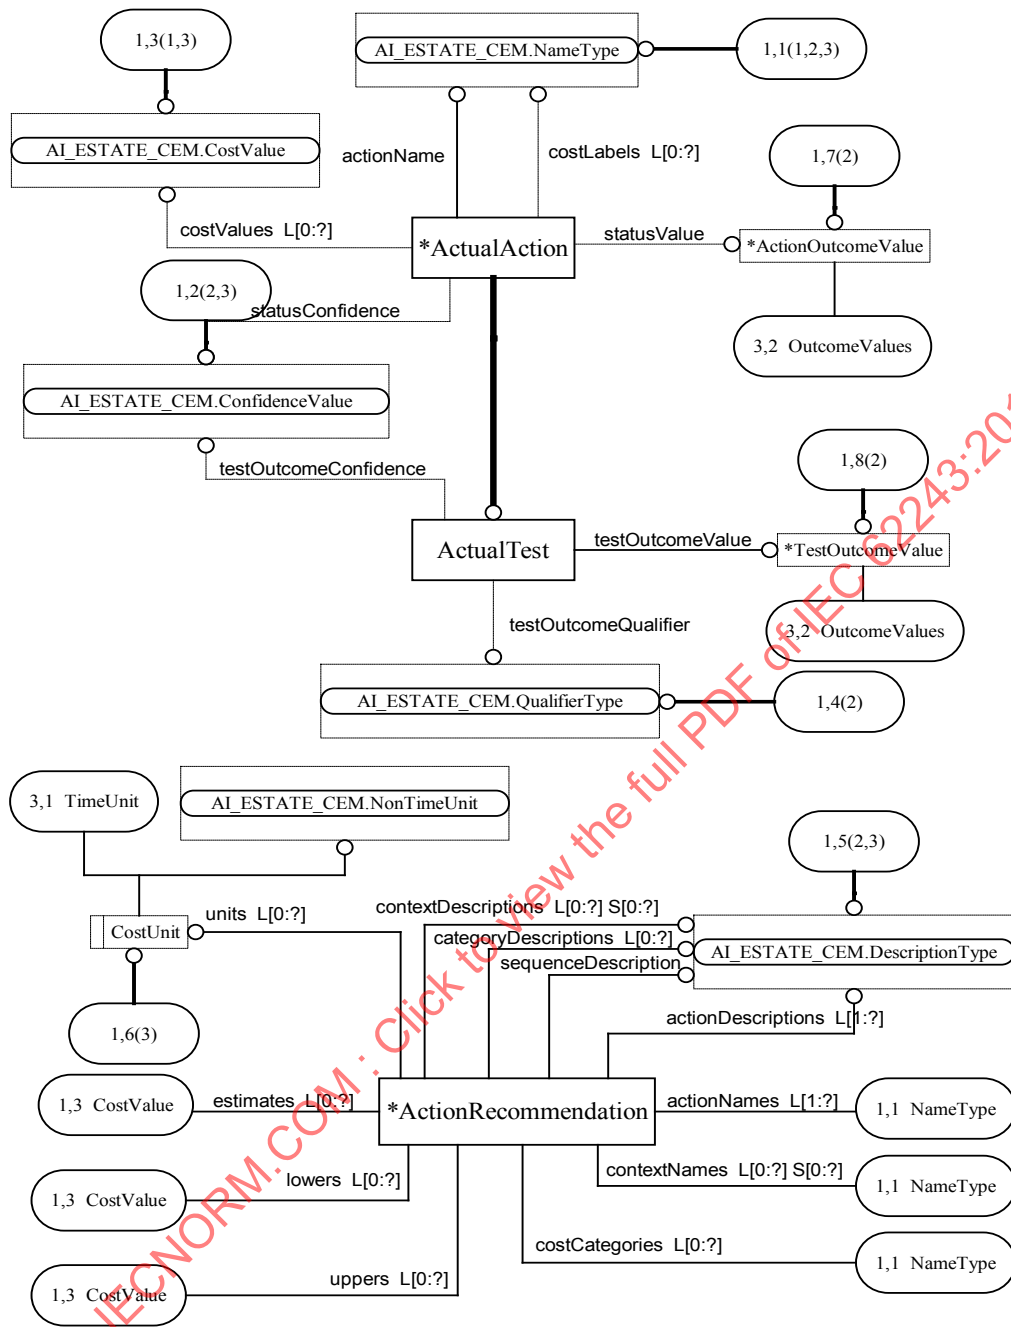 1,3(1,3)
AI_ESTATE_CEM.NameType
1,1(1,2,3)
AI_ESTATE_CEM.CostValue
actionName
costLabels L[0:?]
1,7(2)
costValues L[0:?]
*ActualAction
statusValue
*ActionOutcomeValue
1,2(2,3)
statusConfidence
3,2 OutcomeValues
AI_ESTATE_CEM.ConfidenceValue
testOutcomeConfidence
1,8(2)
ActualTest
testOutcomeValue
*TestOutcomeValue
testOutcomeQualifier
3,2 OutcomeValues
AI_ESTATE_CEM.QualifierType
1,4(2)
3,1 TimeUnit
AI_ESTATE_CEM.NonTimeUnit
1,5(2,3)
CostUnit
units L[0:?]
contextDescriptions L[0:?] S[0:?]
categoryDescriptions L[0:?]
sequenceDescription
AI_ESTATE_CEM.DescriptionType
1,6(3)
actionDescriptions L[1:?]
1,3 CostValue
estimates L[0:?]
*ActionRecommendation
actionNames L[1:?]
1,1 NameType
lowers L[0:?]
contextNames L[0:?] S[0:?]
1,3 CostValue
1,1 NameType
costCategories L[0:?]
1,1 NameType
uppers L[0:?]
1,3 CostValue
IECNORM.COM : Click to view the full PDF of IEC 62243:201